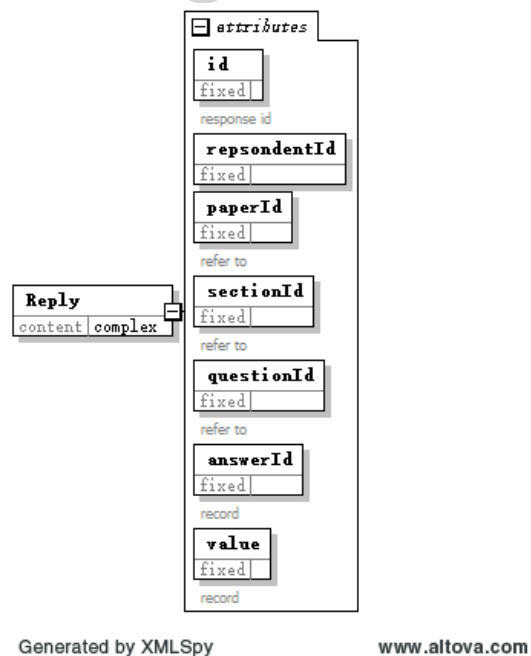 attributes
id
fixed
response id
repsondentId
fixed
paperId
fixed
refer to
Reply
content complex
sectionId
fixed
refer to
questionId
fixed
refer to
answerId
fixed
record
value
fixed
record
Generated by XMLSpy www.altova.com